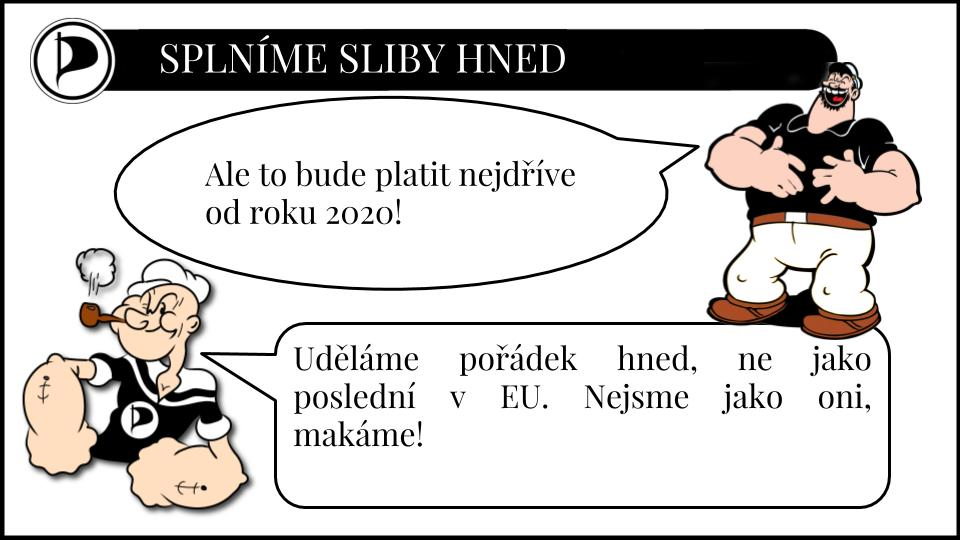 SPLNÍME SLIBY HNED
Ale to bude platit nejdříve
od roku 2020!
Uděláme pořádek hned, ne jako
poslední v EU. Nejsme jako oni,
makáme!